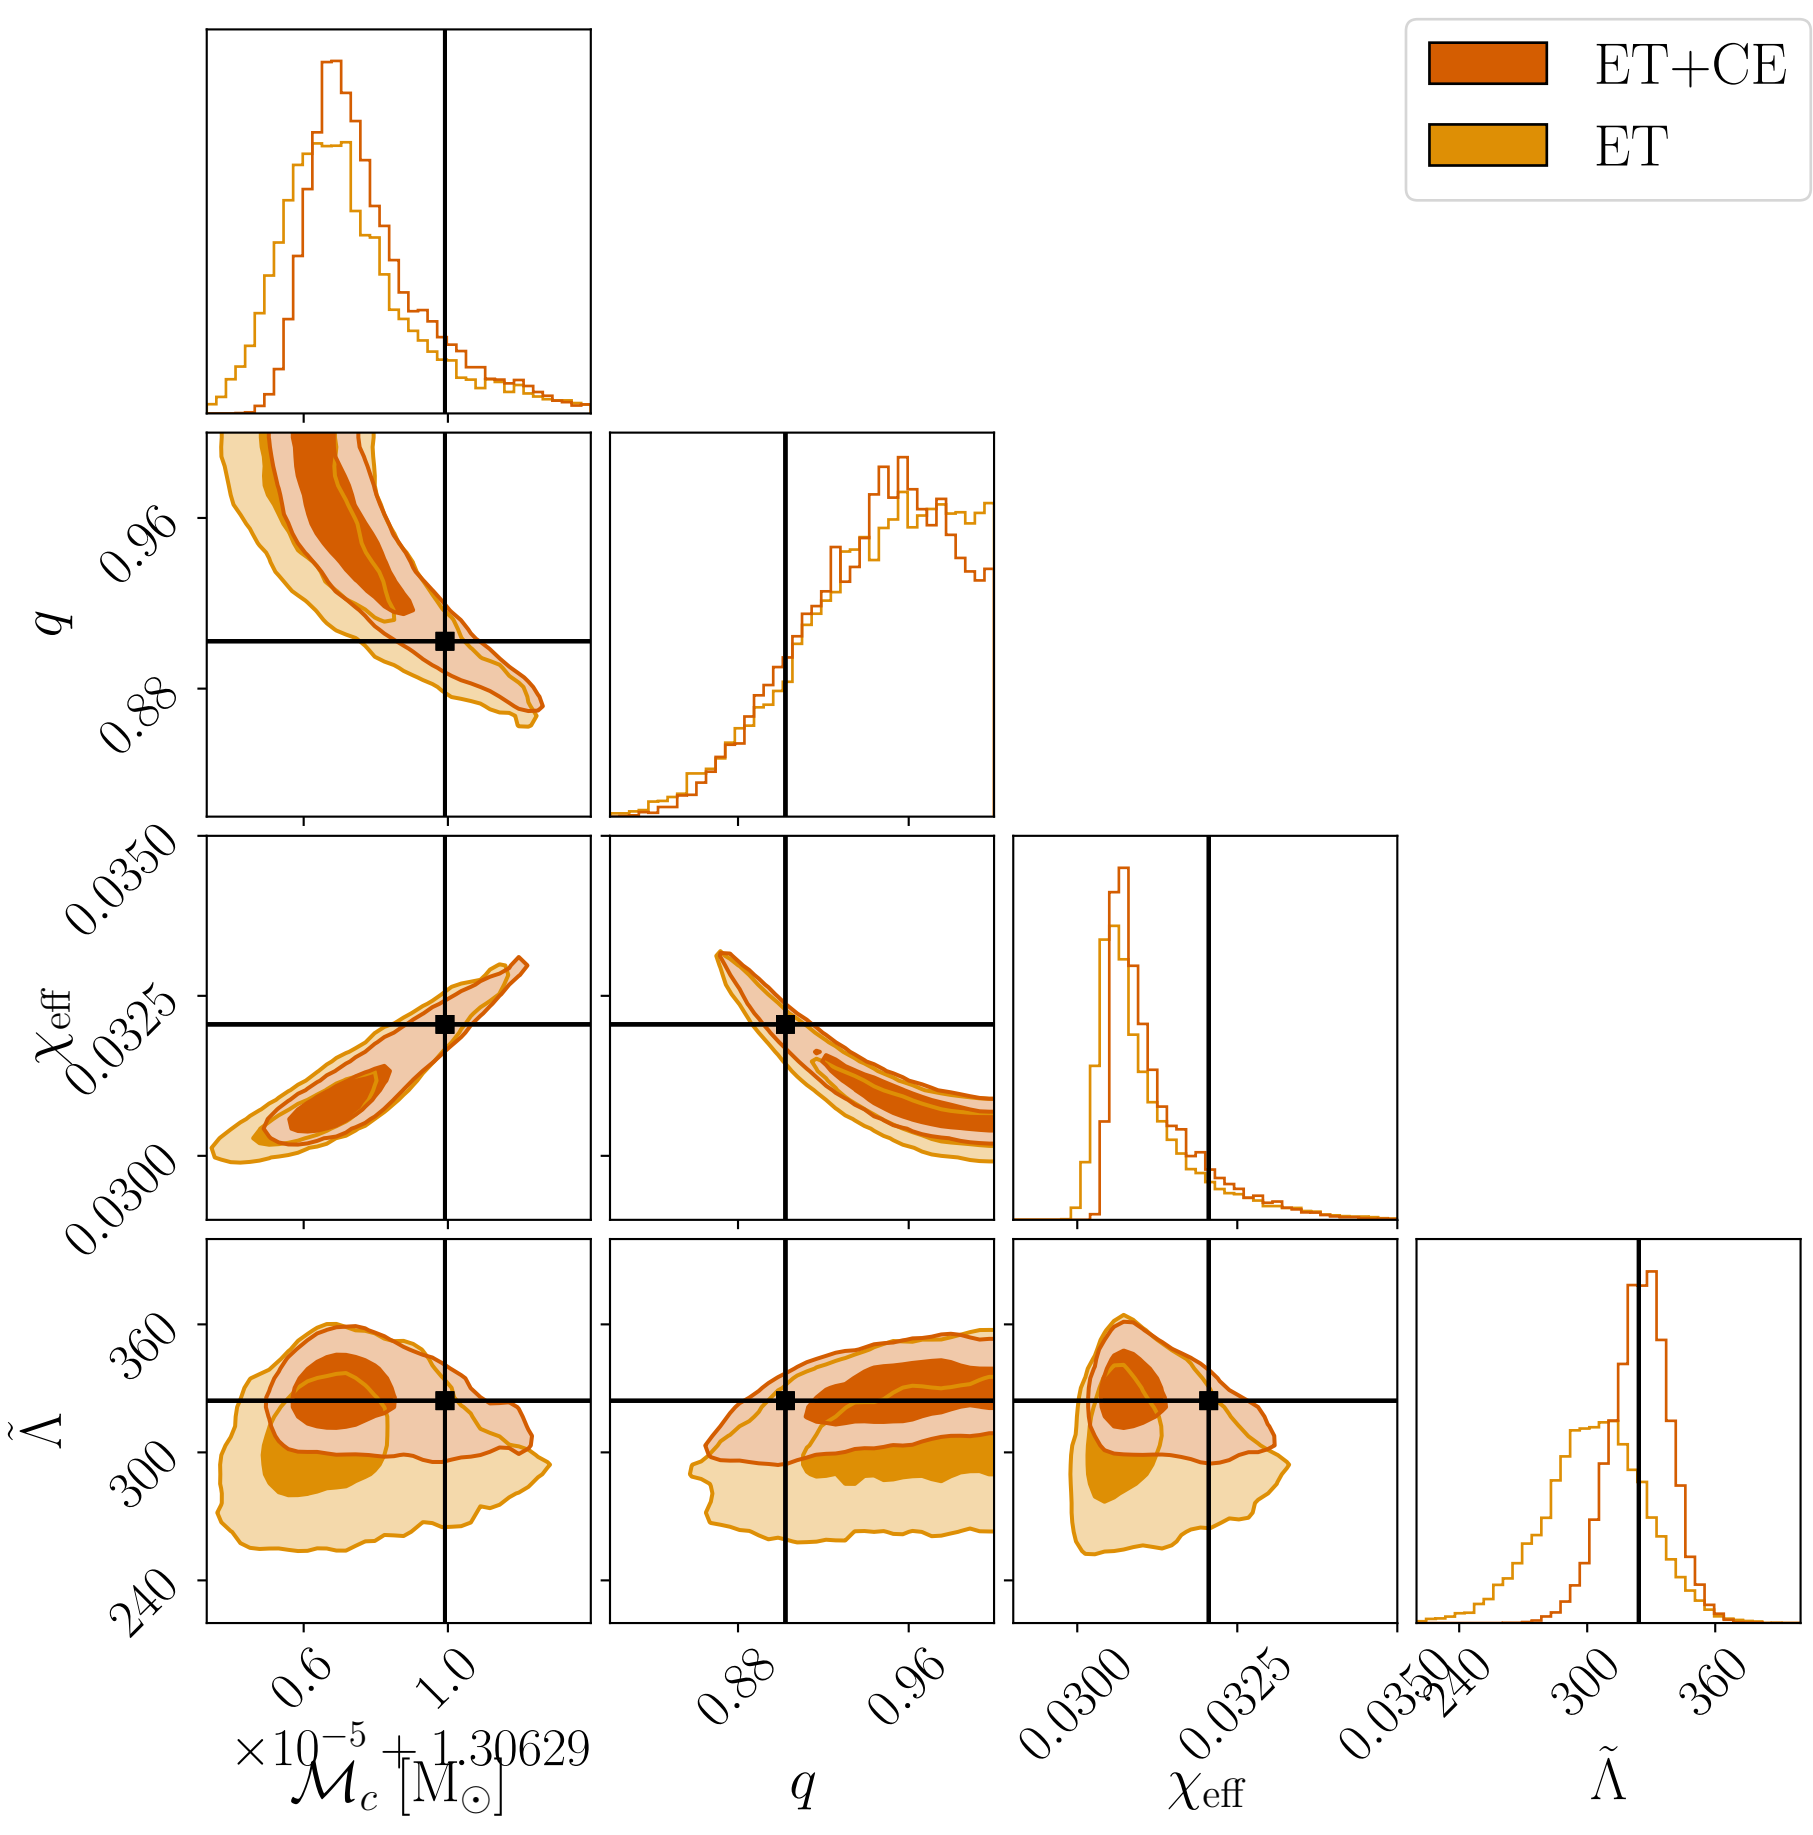 ET+CE
ET
0.96
0.88
q
0.0350
0.0325
0.0300
χeff
360
300
240
Λ̃
0.6 1.0
0.88 0.96
0.0300 0.0325 0.0350
240 300 360
×10⁻⁵ + 1.30629
ℳc [M⊙]
q
χeff
Λ̃